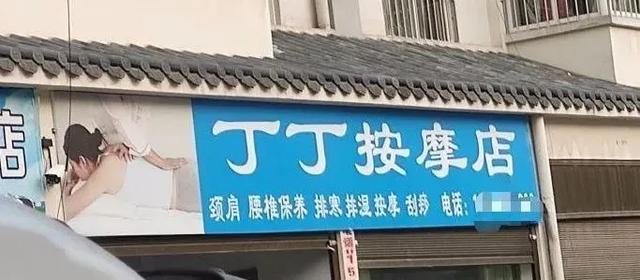 丁丁按摩店
颈肩 腰椎保养 排寒排湿按摩 刮痧 电话:1
店